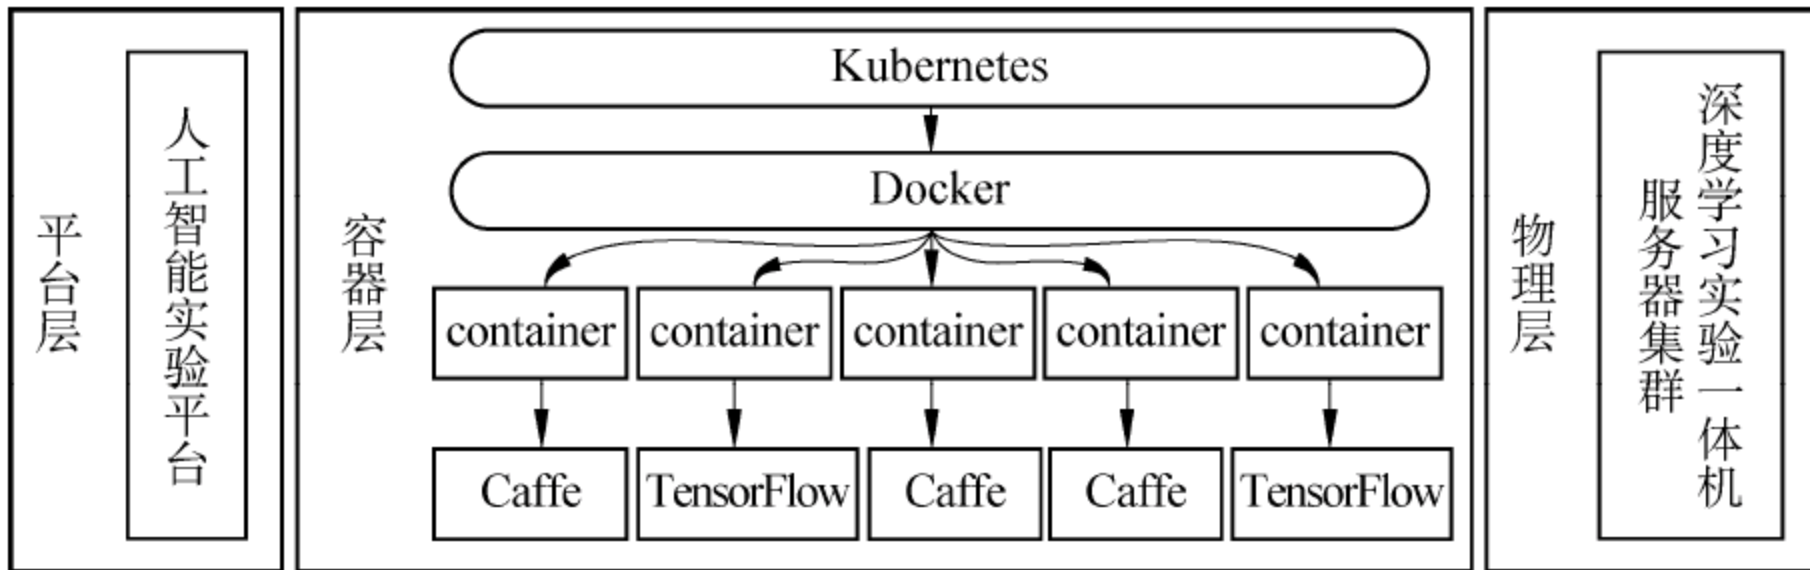 平台层
人工智能实验平台
容器层
Kubernetes
Docker
container
container
container
container
container
Caffe
TensorFlow
Caffe
Caffe
TensorFlow
物理层
深度学习实验一体机
服务器集群